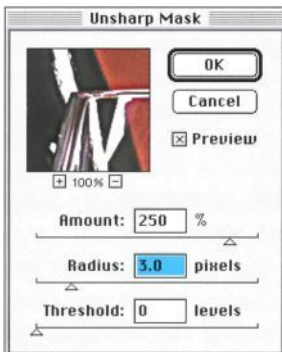 Unsharp Mask
OK
Cancel
Preview
+ 100% -
Amount: 250 %
Radius: 3.0 pixels
Threshold: 0 levels